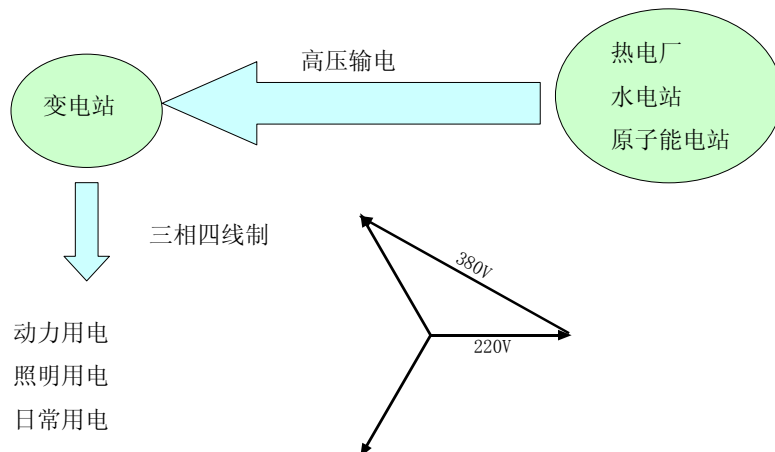 高压输电
热电厂
水电站
原子能电站
变电站
三相四线制
380V
220V
动力用电
照明用电
日常用电